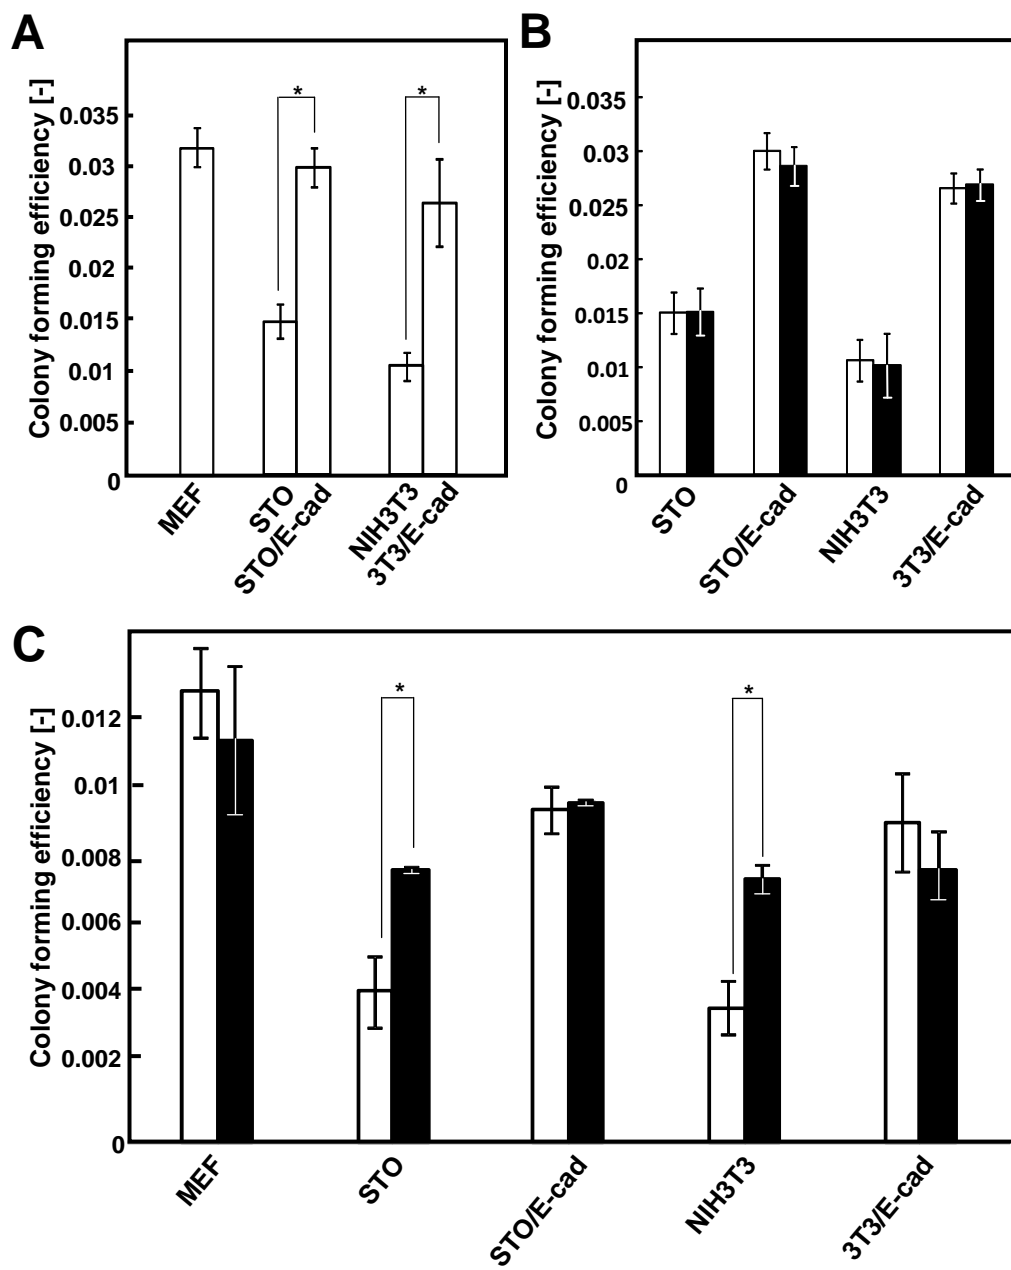 A
Colony forming efficiency [-]
0.035
0.03
0.025
0.02
0.015
0.01
0.005
0
*
*
MEF
STO
STO/E-cad
NIH3T3
3T3/E-cad
B
Colony forming efficiency [-]
0.035
0.03
0.025
0.02
0.015
0.01
0.005
0
STO
STO/E-cad
NIH3T3
3T3/E-cad
C
Colony forming efficiency [-]
0.012
0.01
0.008
0.006
0.004
0.002
0
*
*
MEF
STO
STO/E-cad
NIH3T3
3T3/E-cad